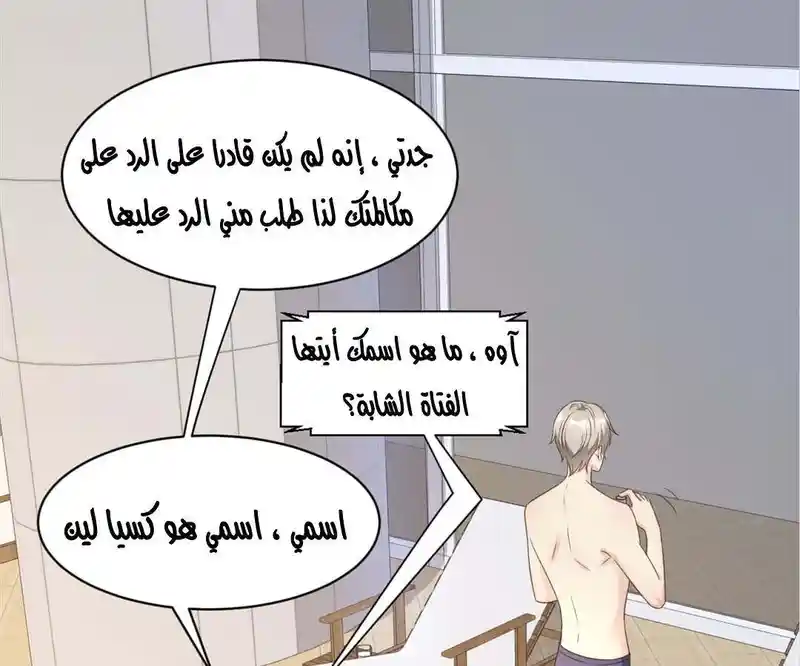 جدتي ، إنه لم يكن قادرا على الرد على
مكالمتك لذا طلب مني الرد عليها
آوه ، ما هو اسمك أيتها
الفتاة الشابة؟
اسمي ، اسمي هو كسيا لين